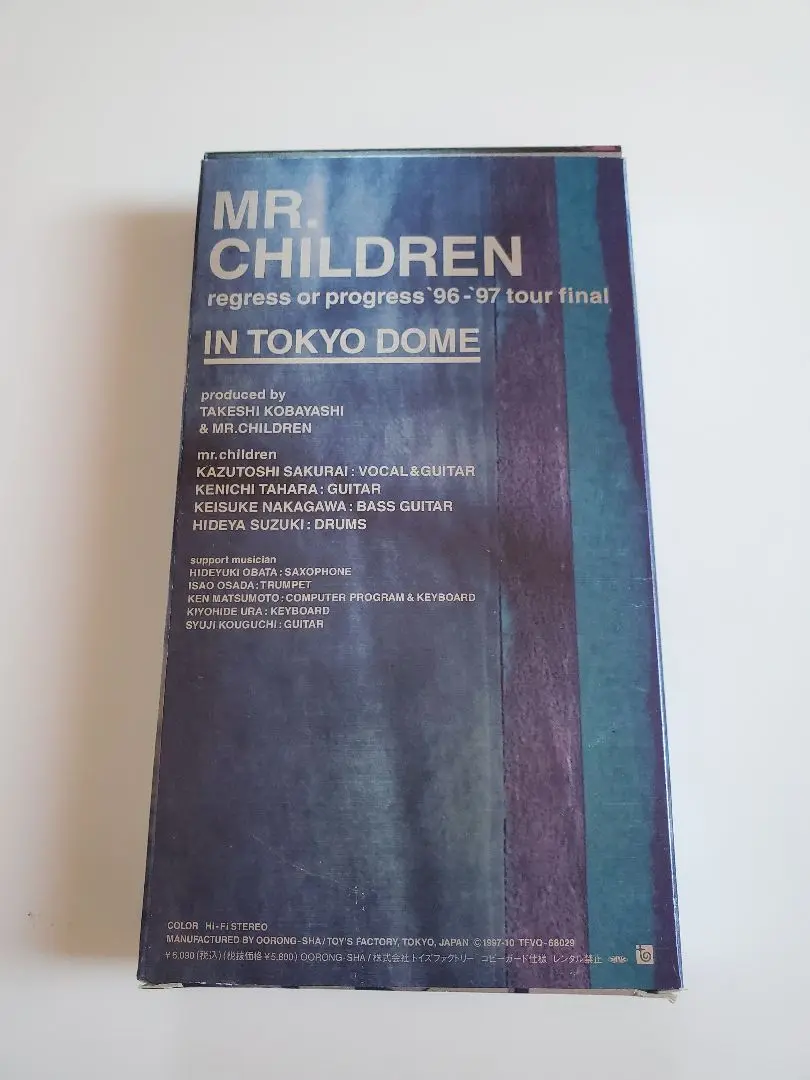 MR.
CHILDREN
regress or progress `96-`97 tour final
IN TOKYO DOME
produced by
TAKESHI KOBAYASHI
& MR.CHILDREN
mr.children
KAZUTOSHI SAKURAI : VOCAL & GUITAR
KENICHI TAHARA : GUITAR
KEISUKE NAKAGAWA : BASS GUITAR
HIDEYA SUZUKI : DRUMS
support musician
HIDEYUKI OBATA : SAXOPHONE
ISAO OSADA : TRUMPET
KEN MATSUMOTO : COMPUTER PROGRAM & KEYBOARD
KIYOHIDE URA : KEYBOARD
SYUJI KOUGUCHI : GUITAR
COLOR Hi-Fi STEREO
MANUFACTURED BY OORONG-SHA / TOY'S FACTORY, TOKYO, JAPAN ©1997-10 TFVQ-68029
¥6,090(税込)(税抜価格 ¥5,800) OORONG-SHA / 株式会社トイズファクトリー コピーガード仕様 レンタル禁止